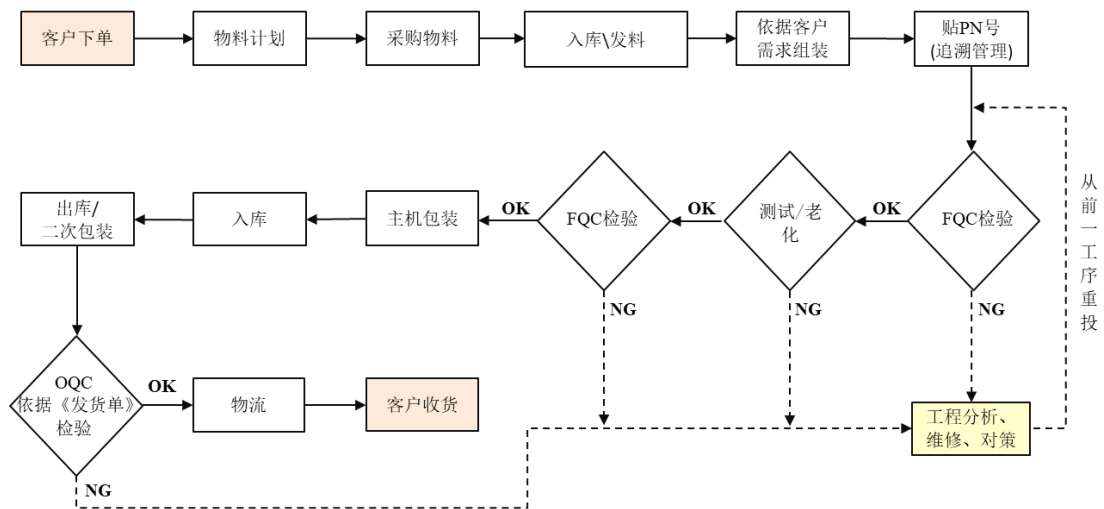 客户下单
物料计划
采购物料
入库\发料
依据客户
需求组装
贴PN号
(追溯管理)
从前一工序重投
FQC检验
OK
NG
测试/老
化
OK
NG
FQC检验
OK
NG
主机包装
入库
出库/
二次包装
OQC
依据《发货单》
检验
OK
NG
物流
客户收货
工程分析、
维修、对策